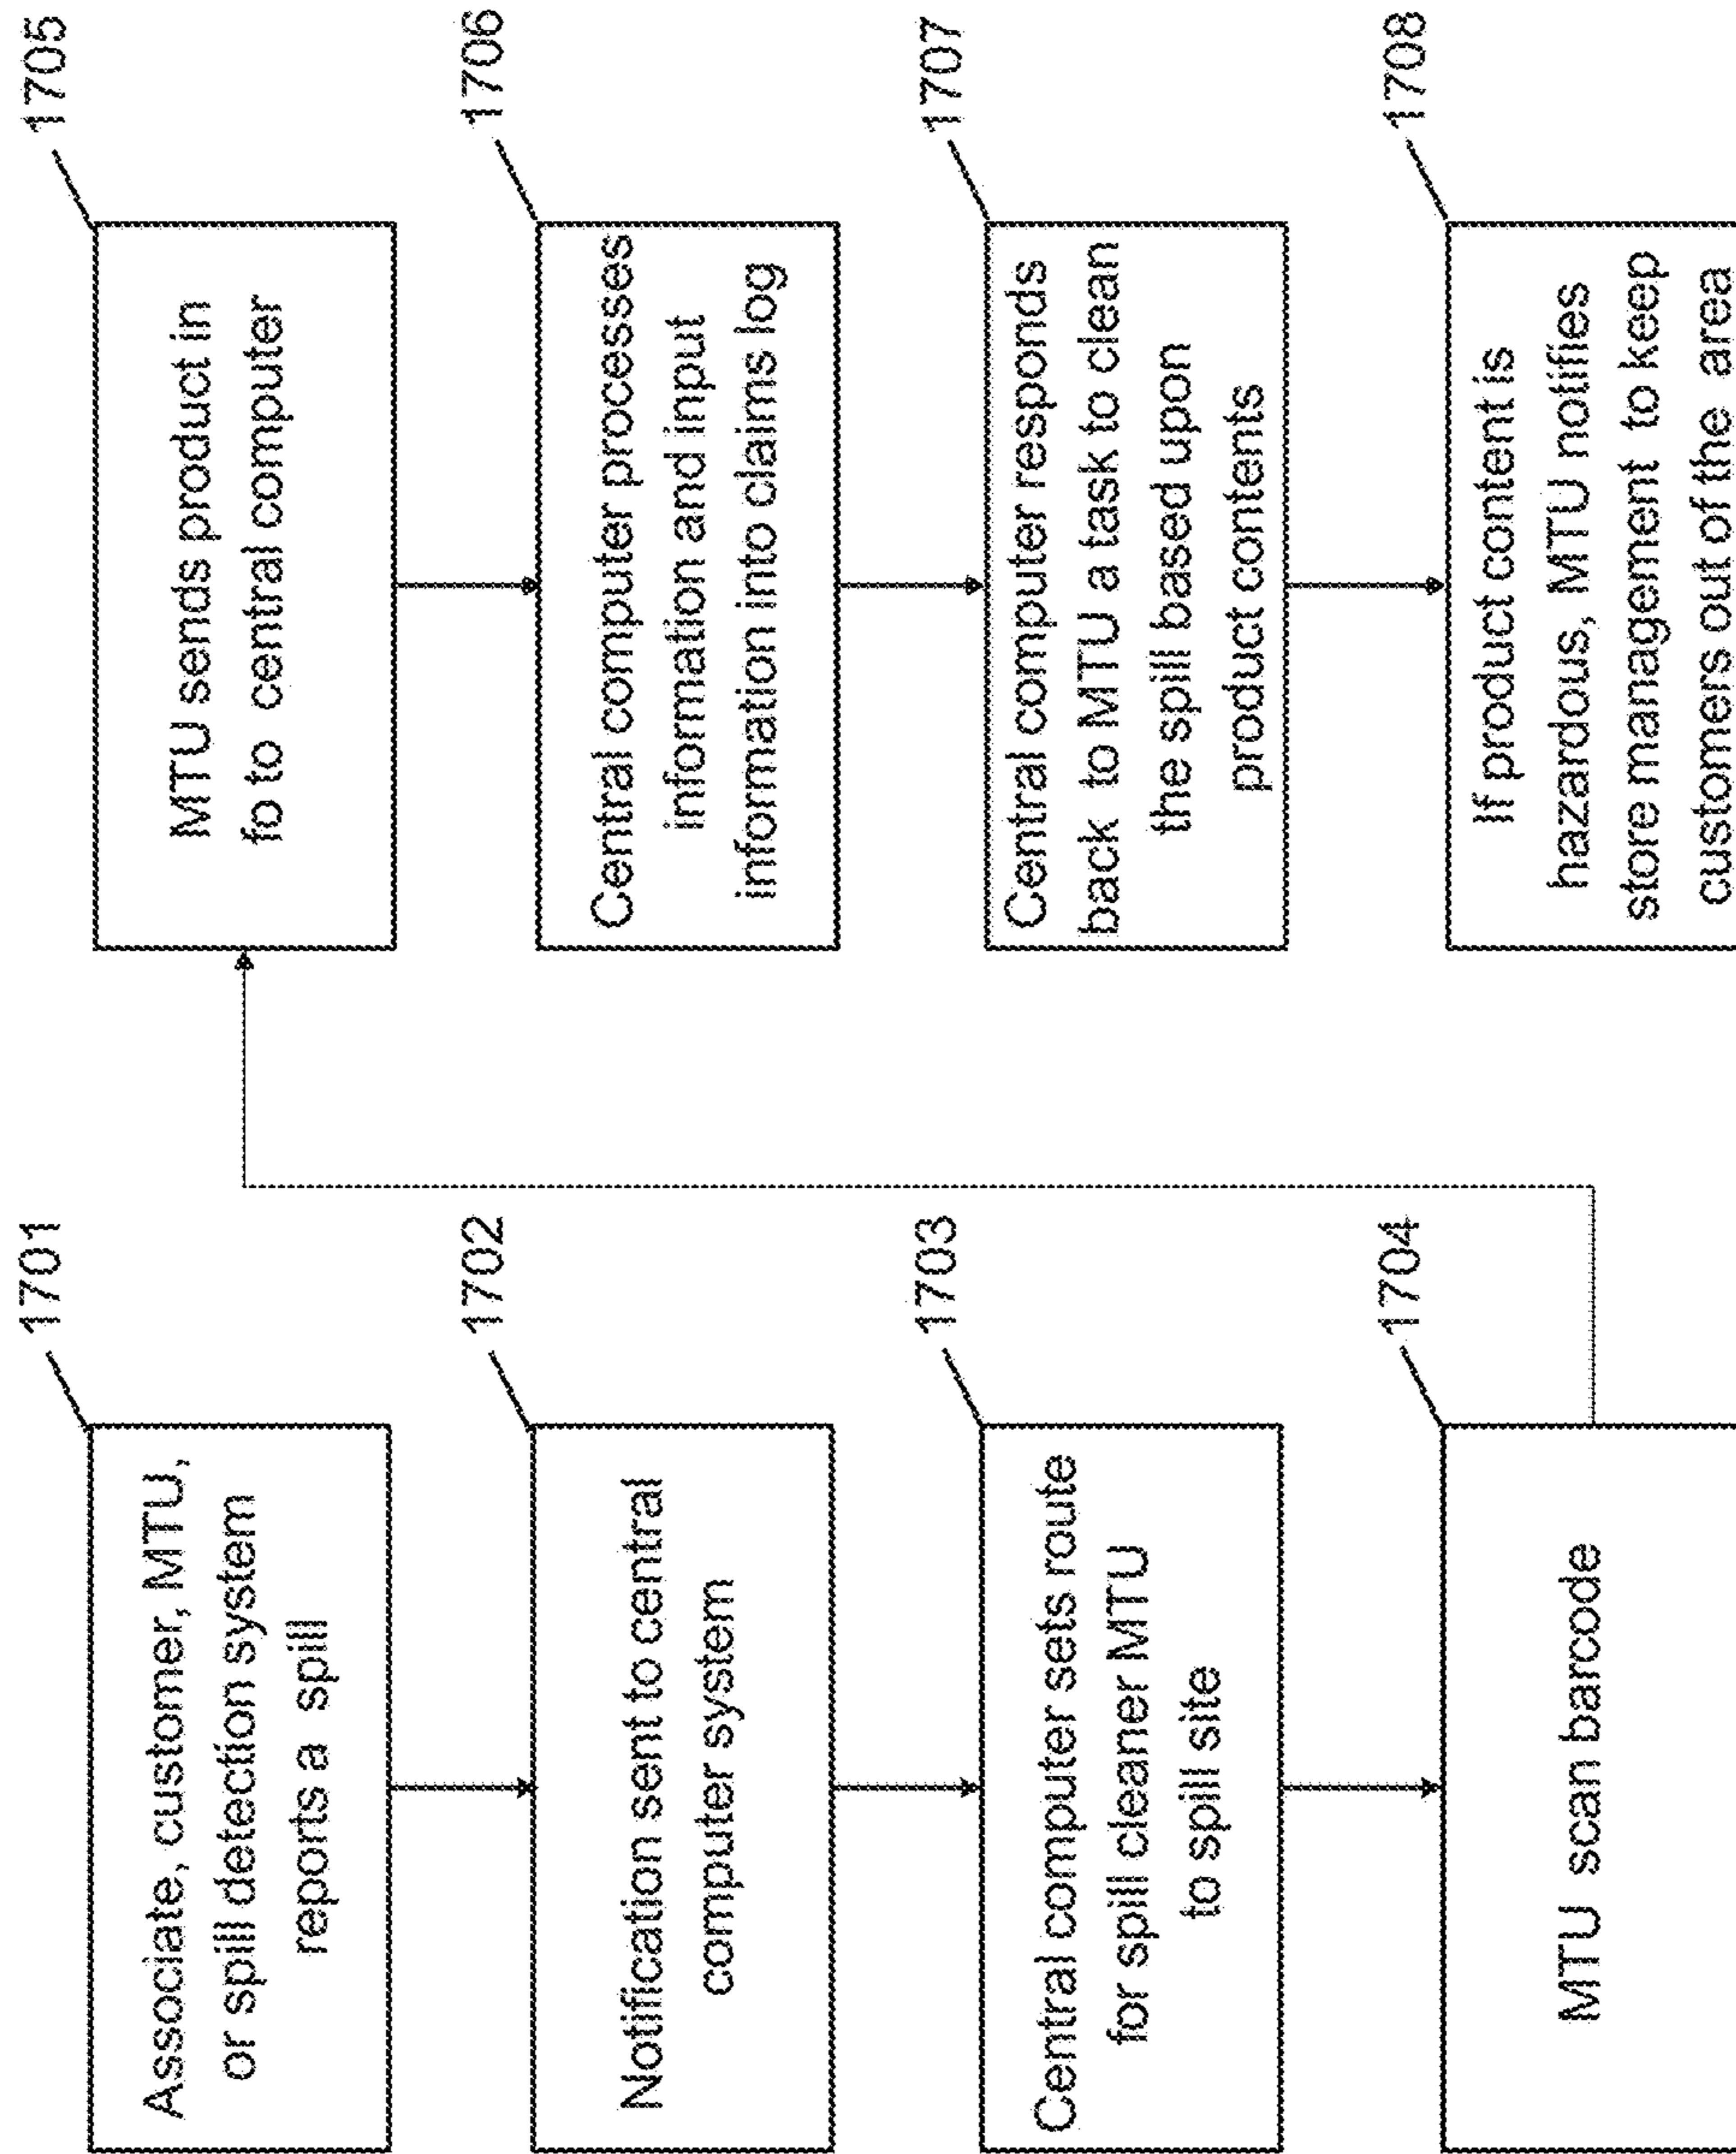 1701
Associate, customer, MTU,
or spill detection system
reports a spill
1702
Notification sent to central
computer system
1703
Central computer sets route
for spill cleaner MTU
to spill site
1704
MTU scan barcode
1705
MTU sends product in
fo to central computer
1706
Central computer processes
information and input
information into claims log
1707
Central computer responds
back to MTU a task to clean
the spill based upon
product contents
1708
If product content is
hazardous, MTU notifies
store management to keep
customers out of the area